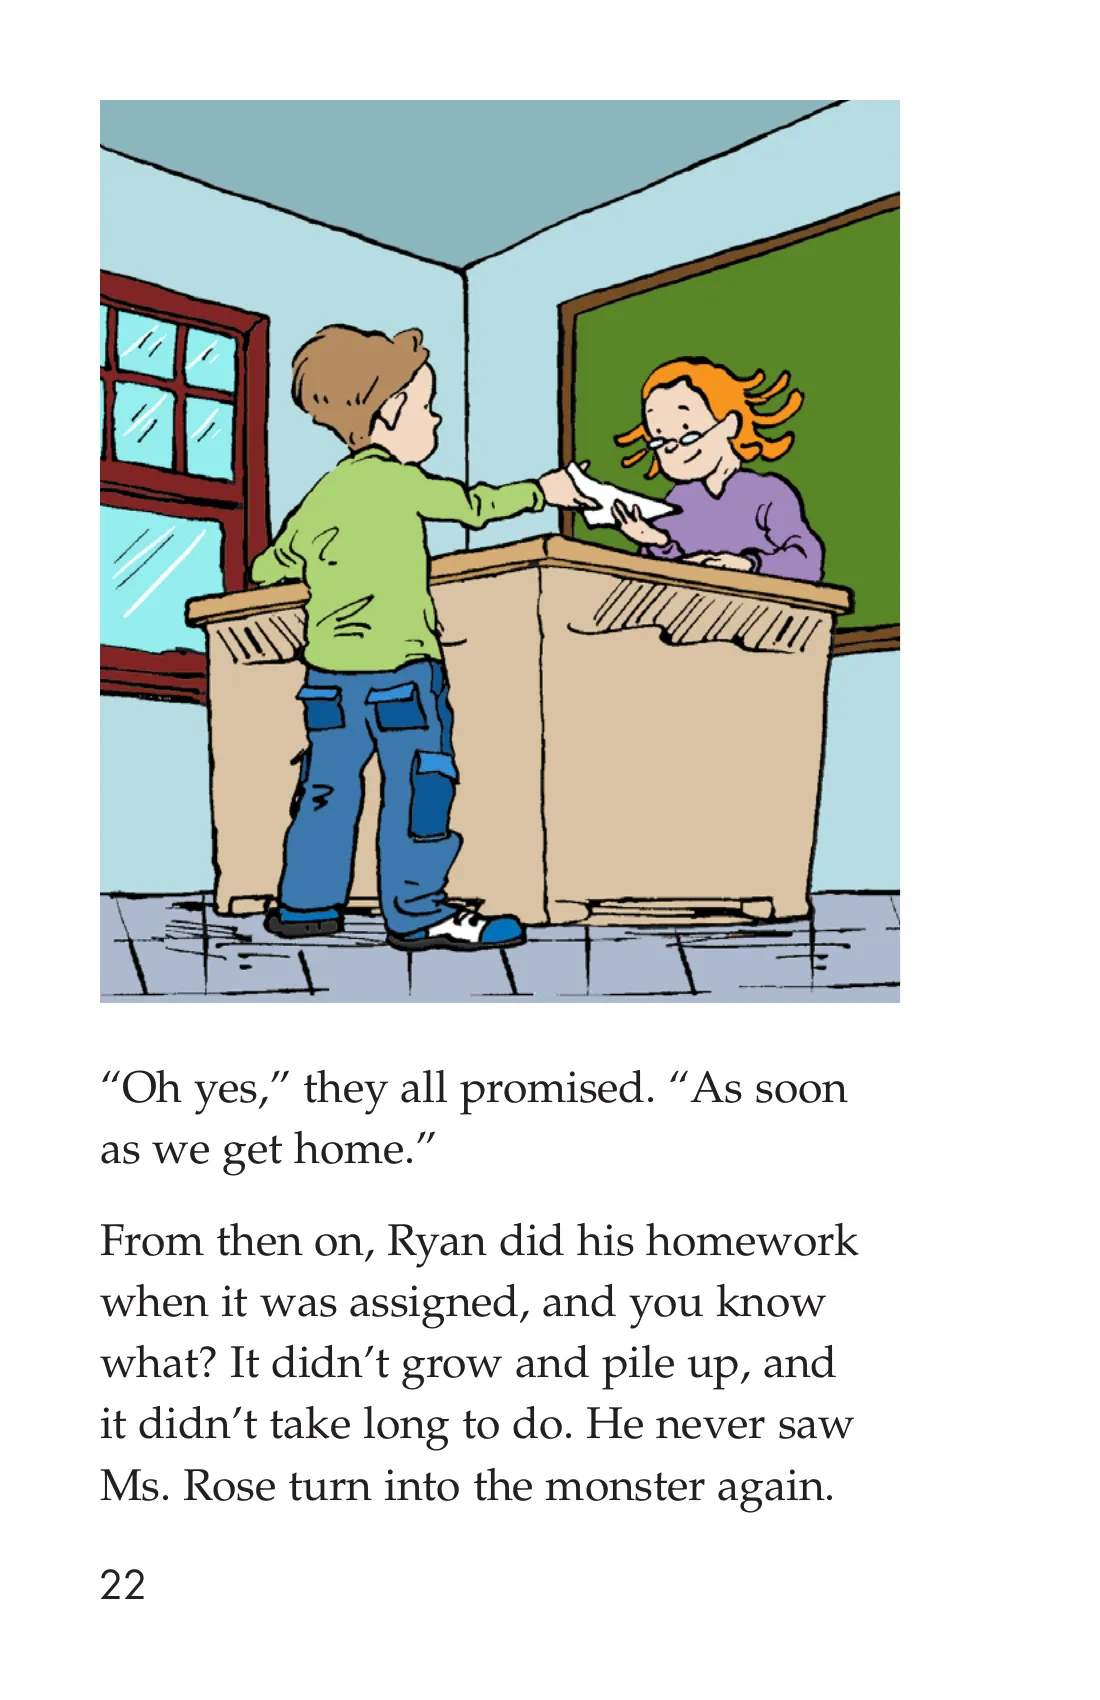 “Oh yes,” they all promised. “As soon
as we get home.”
From then on, Ryan did his homework
when it was assigned, and you know
what? It didn’t grow and pile up, and
it didn’t take long to do. He never saw
Ms. Rose turn into the monster again.
22